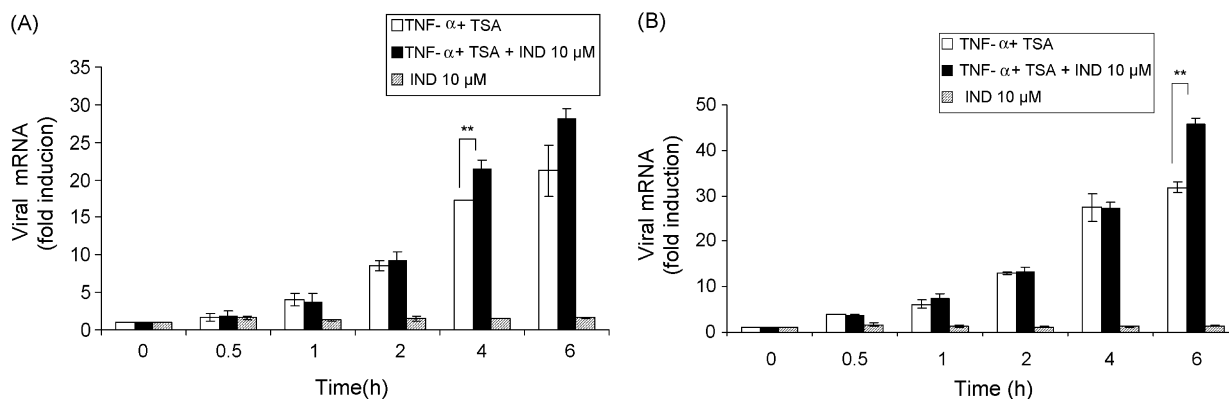 (A)
TNF- α+ TSA
TNF- α+ TSA + IND 10 µM
IND 10 µM
Viral mRNA
(fold inducion)
35
30
25
20
15
10
5
0
**
0 0.5 1 2 4 6
Time(h)
(B)
TNF- α+ TSA
TNF- α+ TSA + IND 10 µM
IND 10 µM
Viral mRNA
(fold induction)
50
40
30
20
10
0
**
0 0.5 1 2 4 6
Time (h)